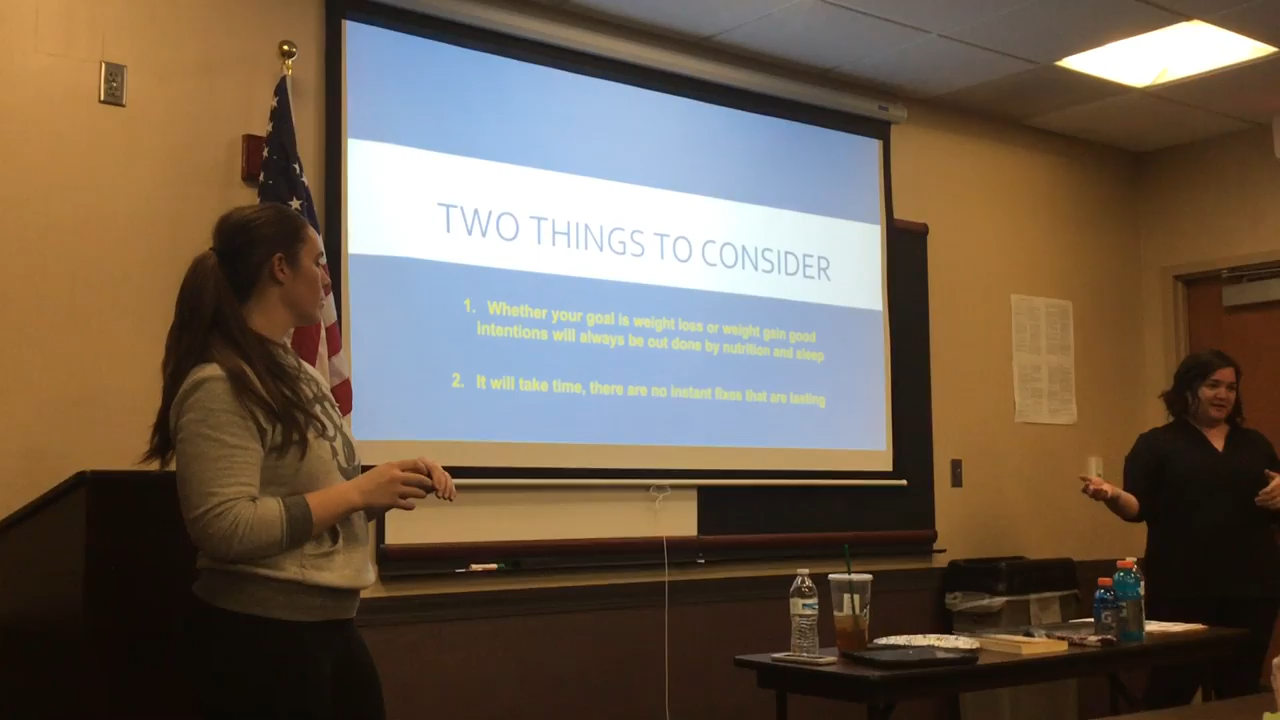 TWO THINGS TO CONSIDER
1. Whether your goal is weight loss or weight gain good
intentions will always be out done by nutrition and sleep
2. It will take time, there are no instant fixes that are lasting